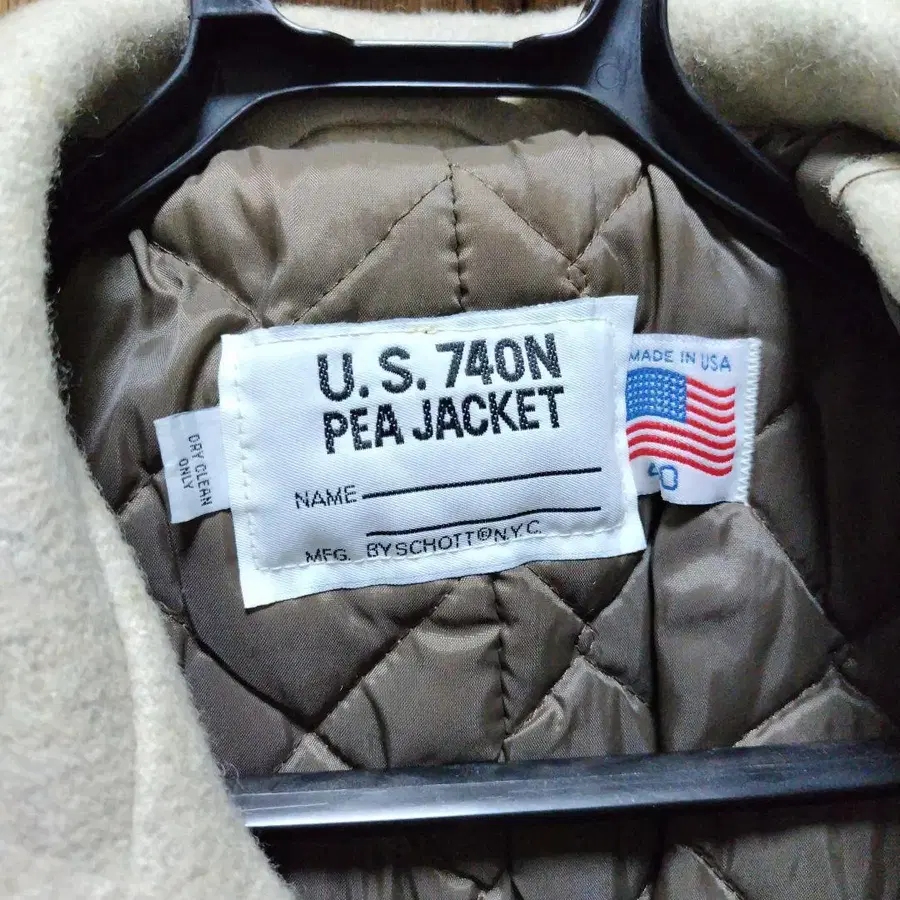 U.S. 740N
PEA JACKET
NAME
MFG. BY SCHOTT® N.Y.C.
DRY CLEAN
ONLY
MADE IN USA
40